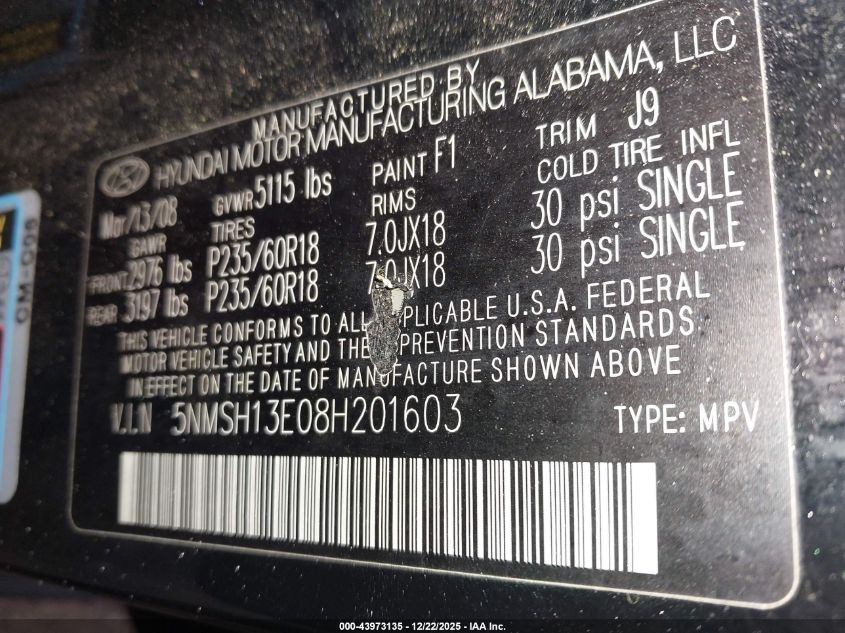 MANUFACTURED BY
HYUNDAI MOTOR MANUFACTURING ALABAMA, LLC
Mar/13/08 GVWR 5115 lbs PAINT F1 TRIM J9
GAWR TIRES RIMS COLD TIRE INFL
FRONT 2976 lbs P235/60R18 7.0JX18 30 psi SINGLE
REAR 3197 lbs P235/60R18 7.0JX18 30 psi SINGLE
THIS VEHICLE CONFORMS TO ALL APPLICABLE U.S.A. FEDERAL
MOTOR VEHICLE SAFETY AND THE PREVENTION STANDARDS
IN EFFECT ON THE DATE OF MANUFACTURE SHOWN ABOVE
V.I.N 5NMSH13E08H201603 TYPE: MPV
000-43973135 - 12/22/2025 - IAA Inc.